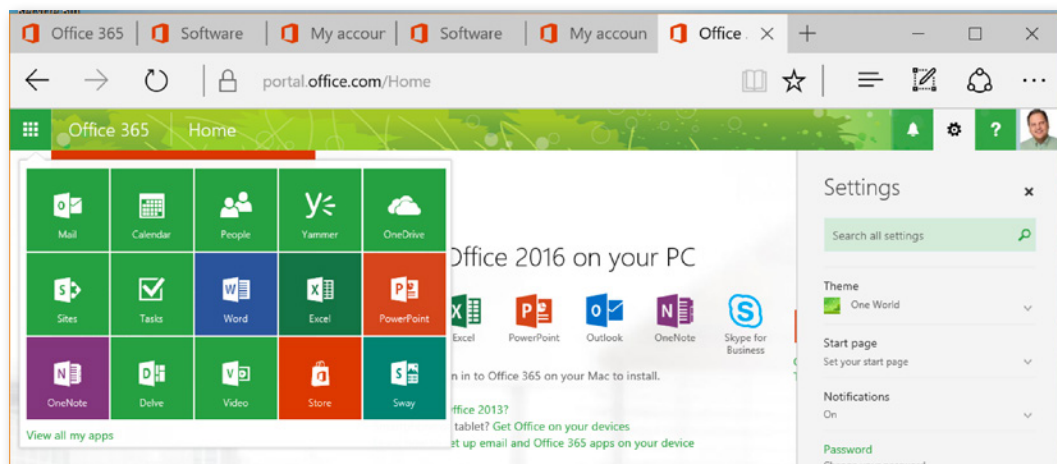 Office 365
Software
My accour
Software
My accoun
Office .
portal.office.com/Home
Office 365
Home
?
Mail
Calendar
People
Yammer
OneDrive
Sites
Tasks
Word
Excel
PowerPoint
OneNote
Delve
Video
Store
Sway
View all my apps
Office 2016 on your PC
Excel
PowerPoint
Outlook
OneNote
Skype for
Business
n in to Office 365 on your Mac to install.
ffice 2013?
tablet? Get Office on your devices
et up email and Office 365 apps on your device
Settings
Search all settings
Theme
One World
Start page
Set your start page
Notifications
On
Password